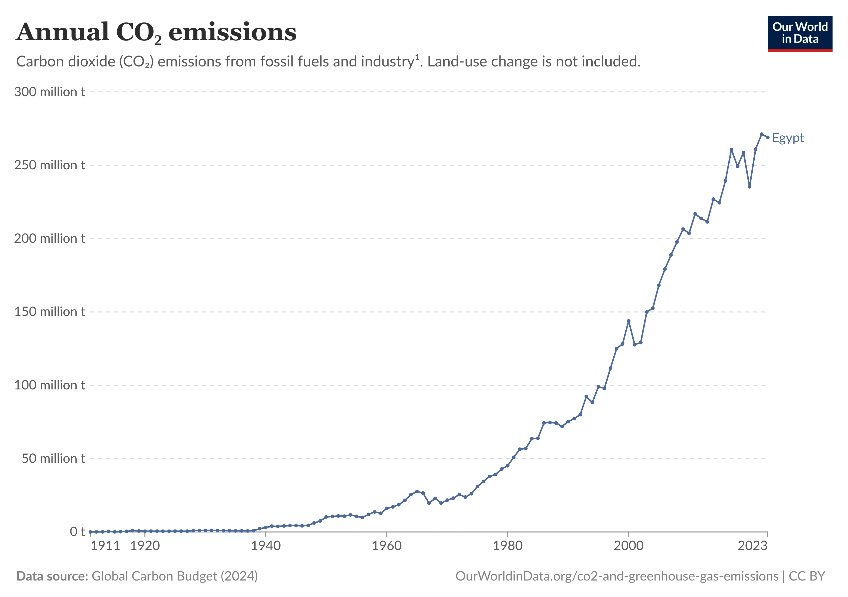 Annual CO₂ emissions
Our World
in Data
Carbon dioxide (CO₂) emissions from fossil fuels and industry¹. Land-use change is not included.
300 million t
250 million t
200 million t
150 million t
100 million t
50 million t
0 t
Egypt
1911 1920 1940 1960 1980 2000 2023
Data source: Global Carbon Budget (2024)
OurWorldinData.org/co2-and-greenhouse-gas-emissions | CC BY